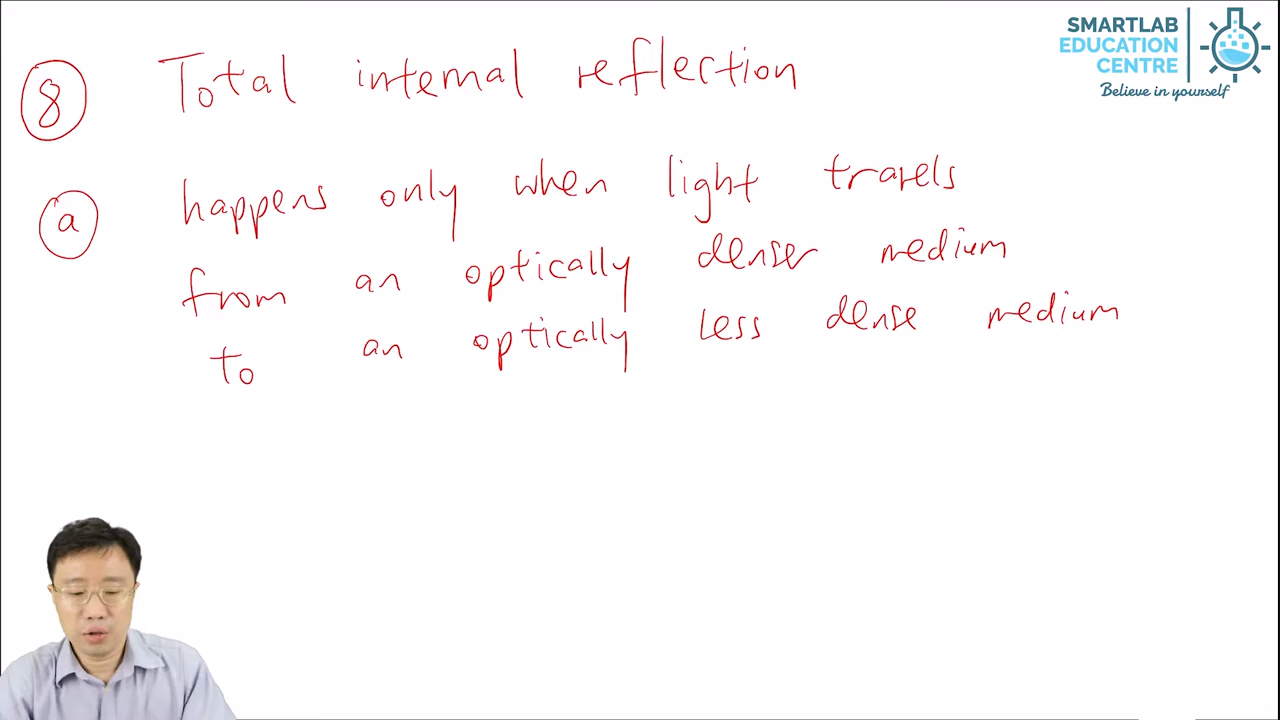 SMARTLAB
EDUCATION
CENTRE
Believe in yourself
8 Total internal reflection
a happens only when light travels
from an optically denser medium
to an optically less dense medium